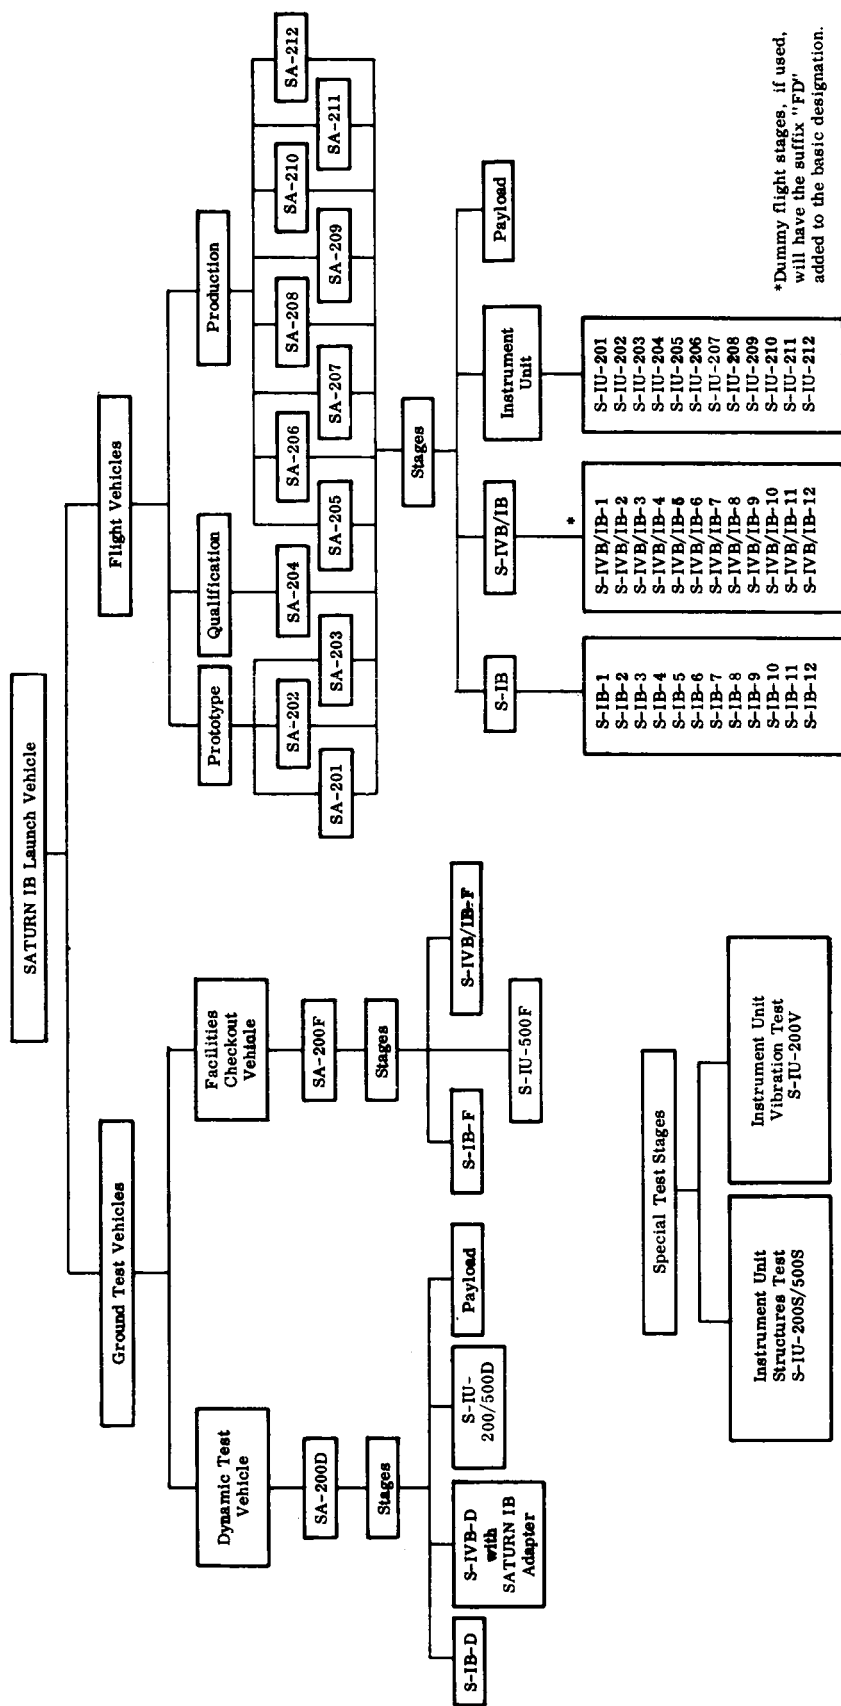 SATURN IB Launch Vehicle
Ground Test Vehicles
Flight Vehicles
Dynamic Test
Vehicle
Facilities
Checkout
Vehicle
Prototype
Qualification
Production
SA-200D
SA-200F
SA-201
SA-202
SA-203
SA-204
SA-205
SA-206
SA-207
SA-208
SA-209
SA-210
SA-211
SA-212
Stages
Stages
Stages
S-IB-D
S-IVB-D
with
SATURN IB
Adapter
S-IU-
200/500D
Payload
S-IB-F
S-IU-500F
S-IVB/IB-F
S-IB
S-IVB/IB
Instrument
Unit
Payload
*
S-IB-1
S-IB-2
S-IB-3
S-IB-4
S-IB-5
S-IB-6
S-IB-7
S-IB-8
S-IB-9
S-IB-10
S-IB-11
S-IB-12
S-IVB/IB-1
S-IVB/IB-2
S-IVB/IB-3
S-IVB/IB-4
S-IVB/IB-5
S-IVB/IB-6
S-IVB/IB-7
S-IVB/IB-8
S-IVB/IB-9
S-IVB/IB-10
S-IVB/IB-11
S-IVB/IB-12
S-IU-201
S-IU-202
S-IU-203
S-IU-204
S-IU-205
S-IU-206
S-IU-207
S-IU-208
S-IU-209
S-IU-210
S-IU-211
S-IU-212
Special Test Stages
Instrument Unit
Structures Test
S-IU-200S/500S
Instrument Unit
Vibration Test
S-IU-200V
*Dummy flight stages, if used,
will have the suffix "FD"
added to the basic designation.